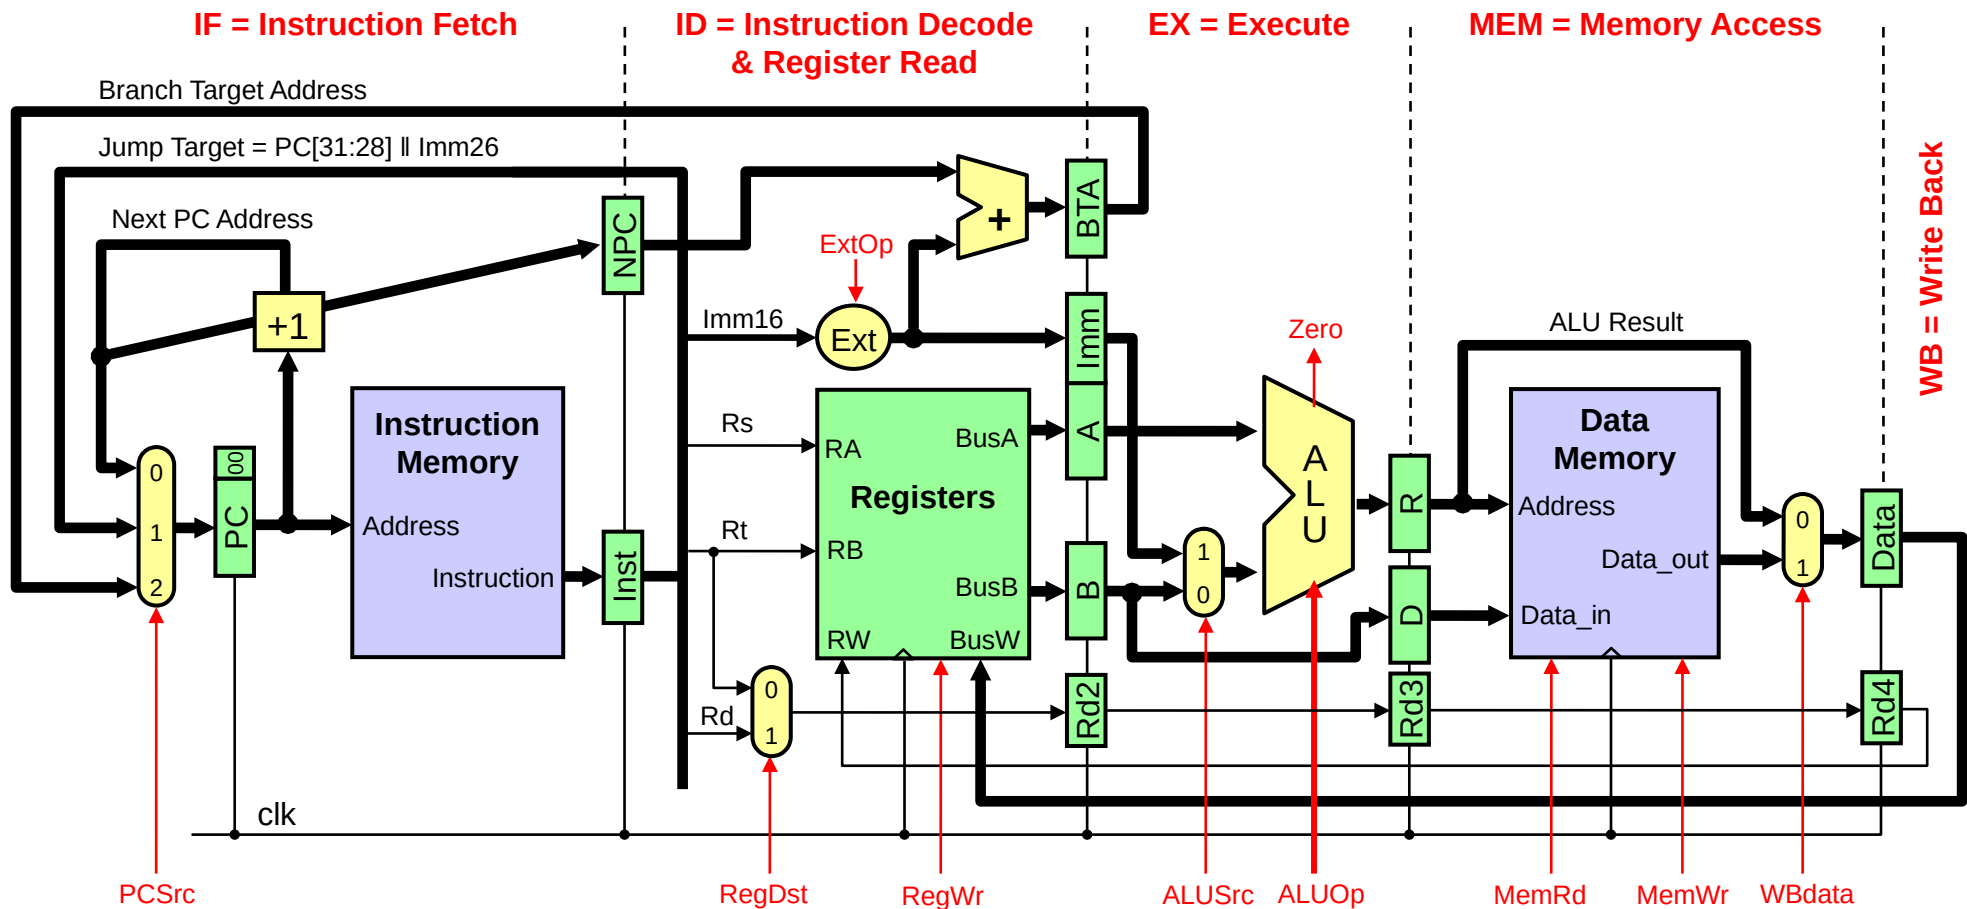 IF = Instruction Fetch
ID = Instruction Decode
& Register Read
EX = Execute
MEM = Memory Access
WB = Write Back
Branch Target Address
Jump Target = PC[31:28] ‖ Imm26
Next PC Address
+1
NPC
+
BTA
ExtOp
Imm16
Ext
Imm
Zero
ALU Result
Instruction
Memory
Address
Instruction
0
1
2
00
PC
Inst
Rs
Rt
Rd
RA
RB
RW
BusA
BusB
BusW
Registers
A
B
0
1
Rd2
1
0
A
L
U
R
D
Rd3
Data
Memory
Address
Data_out
Data_in
0
1
Data
Rd4
clk
PCSrc
RegDst
RegWr
ALUSrc
ALUOp
MemRd
MemWr
WBdata